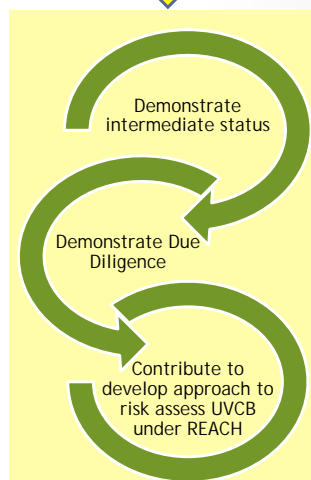 Demonstrate
intermediate status
Demonstrate Due
Diligence
Contribute to
develop approach to
risk assess UVCB
under REACH